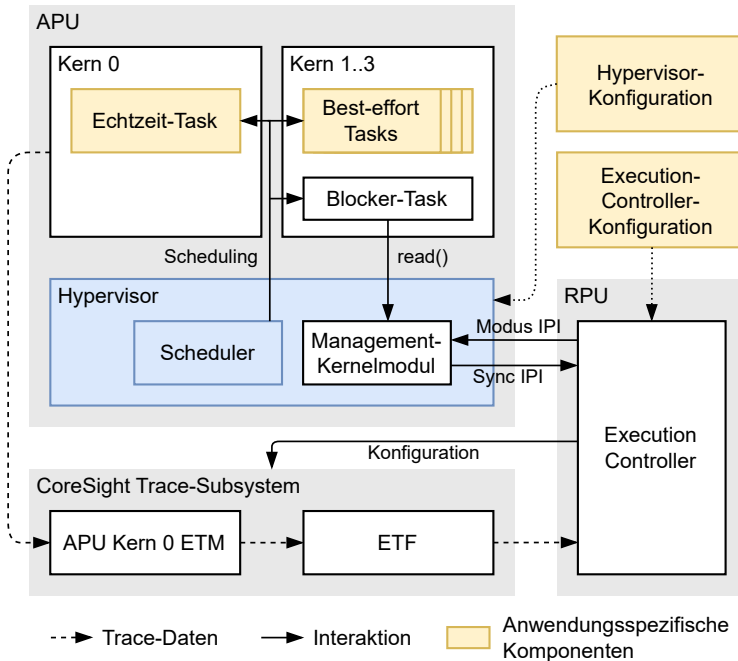 APU
Kern 0
Kern 1..3
Echtzeit-Task
Best-effort
Tasks
Blocker-Task
Scheduling
read()
Hypervisor-
Konfiguration
Execution-
Controller-
Konfiguration
Hypervisor
Scheduler
Management-
Kernelmodul
RPU
Modus IPI
Sync IPI
Execution
Controller
Konfiguration
CoreSight Trace-Subsystem
APU Kern 0 ETM
ETF
Trace-Daten
Interaktion
Anwendungsspezifische
Komponenten